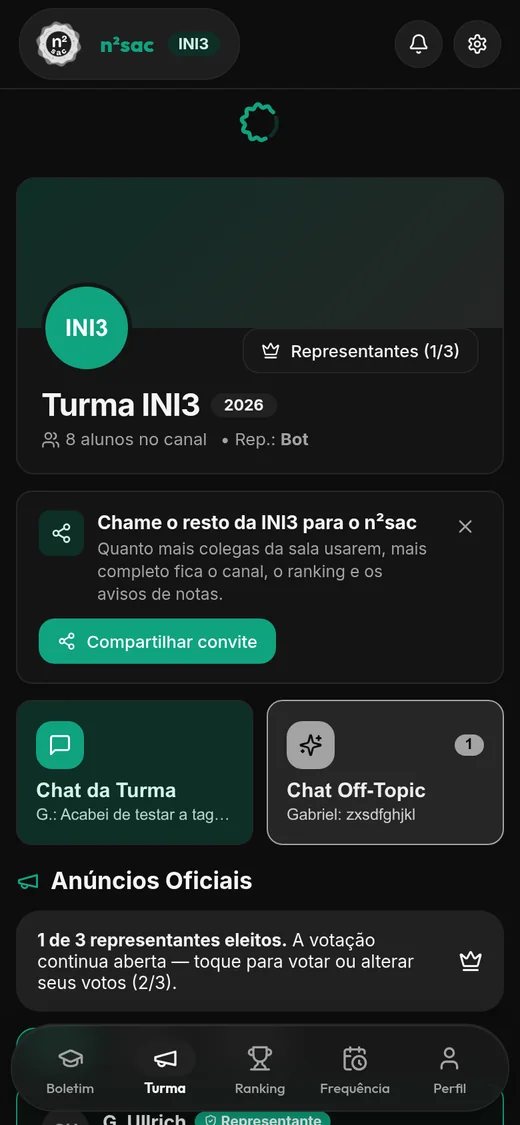 n²
sac
n²sac INI3
INI3
Representantes (1/3)
Turma INI3 2026
8 alunos no canal • Rep.: Bot
Chame o resto da INI3 para o n²sac
Quanto mais colegas da sala usarem, mais
completo fica o canal, o ranking e os
avisos de notas.
Compartilhar convite
Chat da Turma
G.: Acabei de testar a tag...
1
Chat Off-Topic
Gabriel: zxsdfghjkl
Anúncios Oficiais
1 de 3 representantes eleitos. A votação
continua aberta — toque para votar ou alterar
seus votos (2/3).
Boletim Turma Ranking Frequência Perfil
G. Ullrich Representante